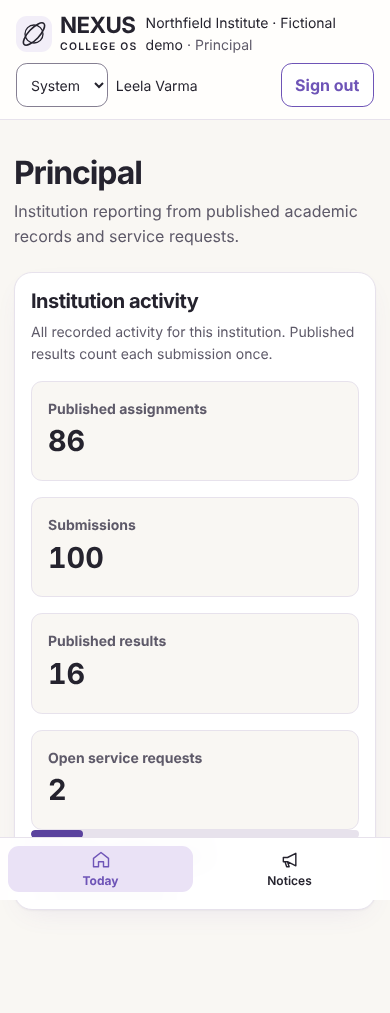 NEXUS
COLLEGE OS
Northfield Institute · Fictional
demo · Principal
System
Leela Varma
Sign out
Principal
Institution reporting from published academic
records and service requests.
Institution activity
All recorded activity for this institution. Published
results count each submission once.
Published assignments
86
Submissions
100
Published results
16
Open service requests
2
Today
Notices